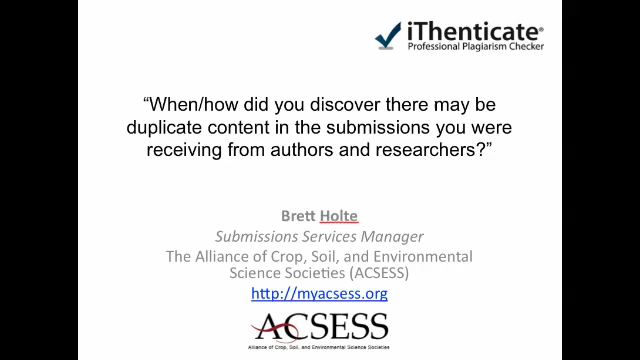 iThenticate®
Professional Plagiarism Checker
“When/how did you discover there may be
duplicate content in the submissions you were
receiving from authors and researchers?”
Brett Holte
Submissions Services Manager
The Alliance of Crop, Soil, and Environmental
Science Societies (ACSESS)
http://myacsess.org
ACSESS
Alliance of Crop, Soil, and Environmental Science Societies